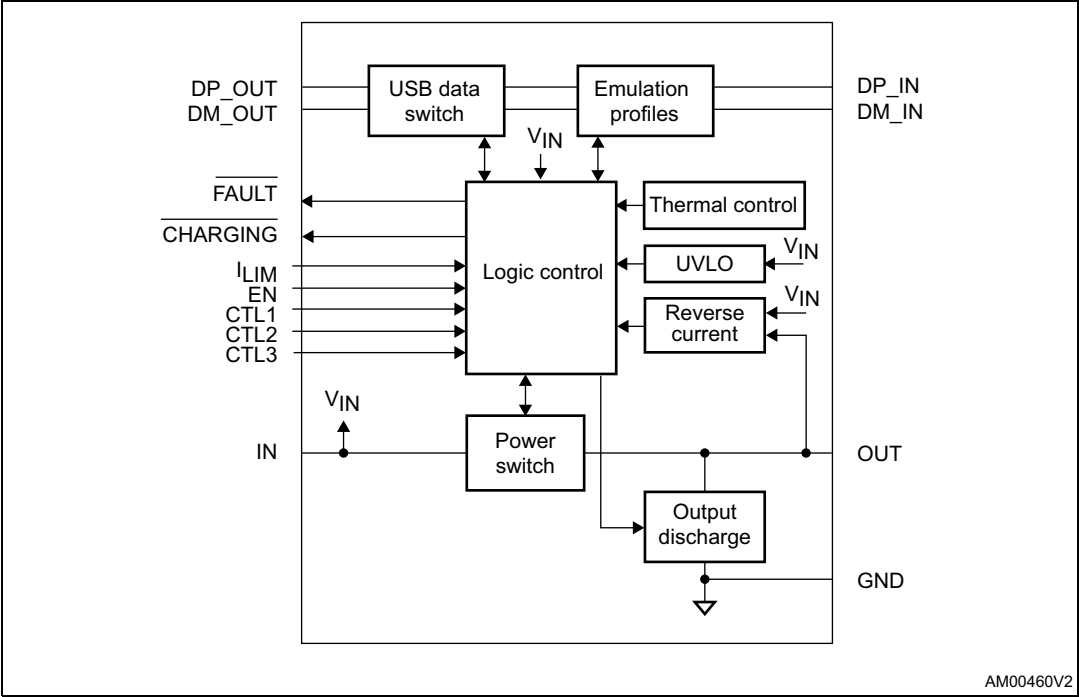 DP_OUT
DM_OUT
USB data
switch
Emulation
profiles
DP_IN
DM_IN
VIN
FAULT
CHARGING
ILIM
EN
CTL1
CTL2
CTL3
Logic control
Thermal control
UVLO
VIN
Reverse
current
VIN
VIN
IN
Power
switch
OUT
Output
discharge
GND
AM00460V2